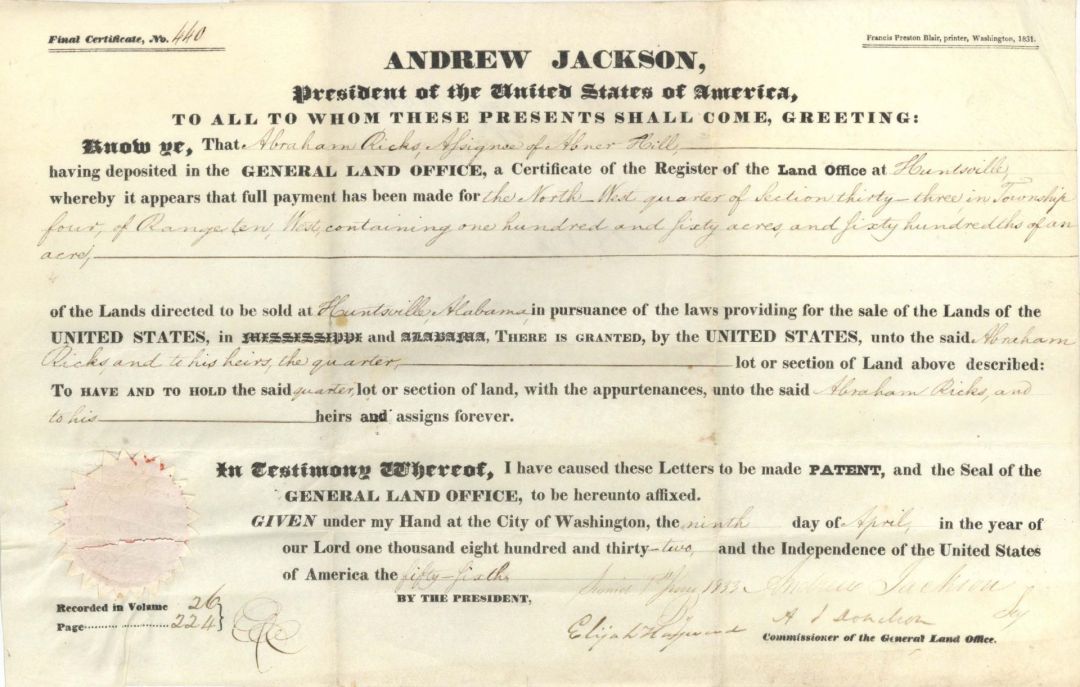 Final Certificate, No. 440
Francis Preston Blair, printer, Washington, 1831.
ANDREW JACKSON,
President of the United States of America,
TO ALL TO WHOM THESE PRESENTS SHALL COME, GREETING:
Know ye, That Abraham Ricks, Assignee of Abner Hill,
having deposited in the GENERAL LAND OFFICE, a Certificate of the Register of the Land Office at Huntsville,
whereby it appears that full payment has been made for the North West quarter of Section thirty-three in Township
four, of Range ten, West, containing one hundred and sixty acres, and sixty hundredths of an
acre,
of the Lands directed to be sold at Huntsville, Alabama, in pursuance of the laws providing for the sale of the Lands of the
UNITED STATES, in MISSISSIPPI and ALABAMA, THERE IS GRANTED, by the UNITED STATES, unto the said Abraham
Ricks and to his heirs, the quarter, lot or section of Land above described:
TO HAVE AND TO HOLD the said quarter, lot or section of land, with the appurtenances, unto the said Abraham Ricks, and
to his heirs and assigns forever.
In Testimony Whereof, I have caused these Letters to be made PATENT, and the Seal of the
GENERAL LAND OFFICE, to be hereunto affixed.
GIVEN under my Hand at the City of Washington, the ninth day of April, in the year of
our Lord one thousand eight hundred and thirty-two, and the Independence of the United States
of America the fifty-sixth
1833 Andrew Jackson
BY THE PRESIDENT,
By
Recorded in Volume 26
Page 224
Elijah Hayward
A J Donelson
Commissioner of the General Land Office.